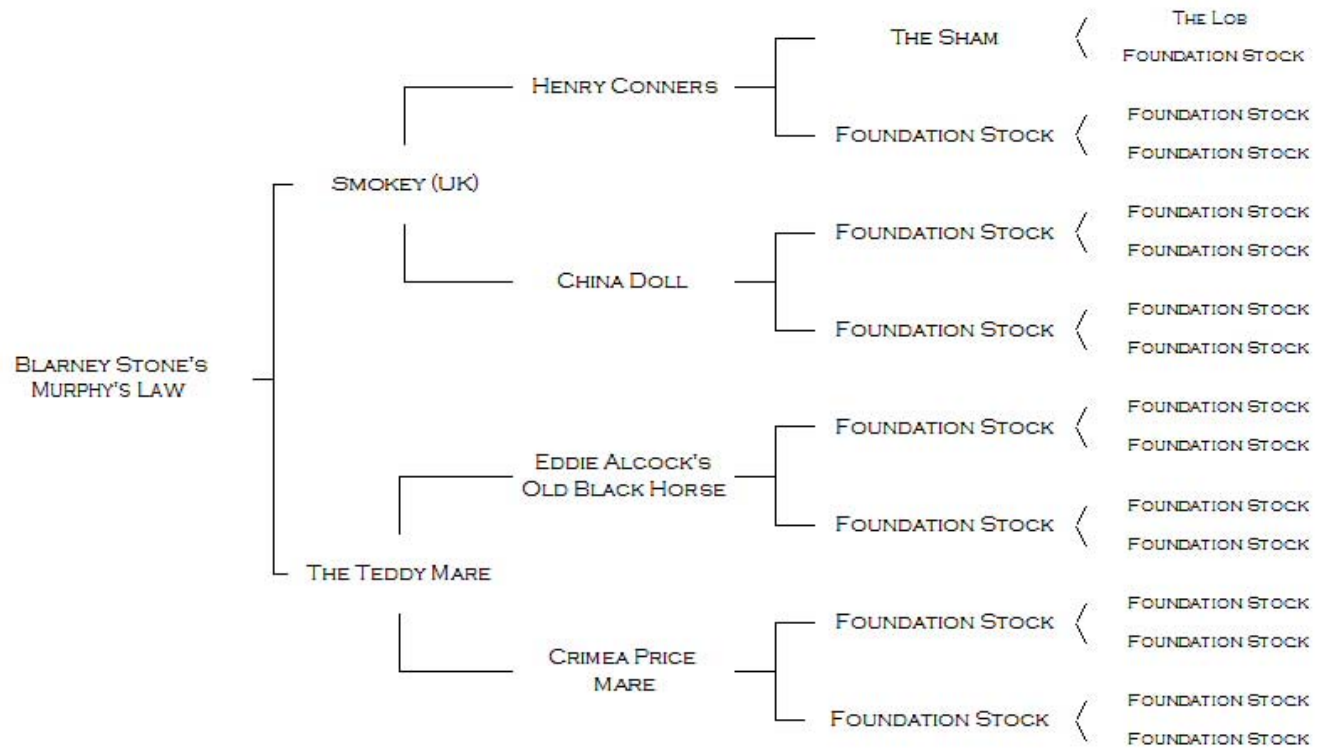 The Lob
The Sham
Foundation Stock
Henry Conners
Foundation Stock
Foundation Stock
Foundation Stock
Smokey (UK)
Foundation Stock
Foundation Stock
Foundation Stock
China Doll
Foundation Stock
Foundation Stock
Foundation Stock
Blarney Stone's
Murphy's Law
Foundation Stock
Foundation Stock
Foundation Stock
Eddie Alcock's
Old Black Horse
Foundation Stock
Foundation Stock
Foundation Stock
The Teddy Mare
Foundation Stock
Foundation Stock
Foundation Stock
Crimea Price
Mare
Foundation Stock
Foundation Stock
Foundation Stock